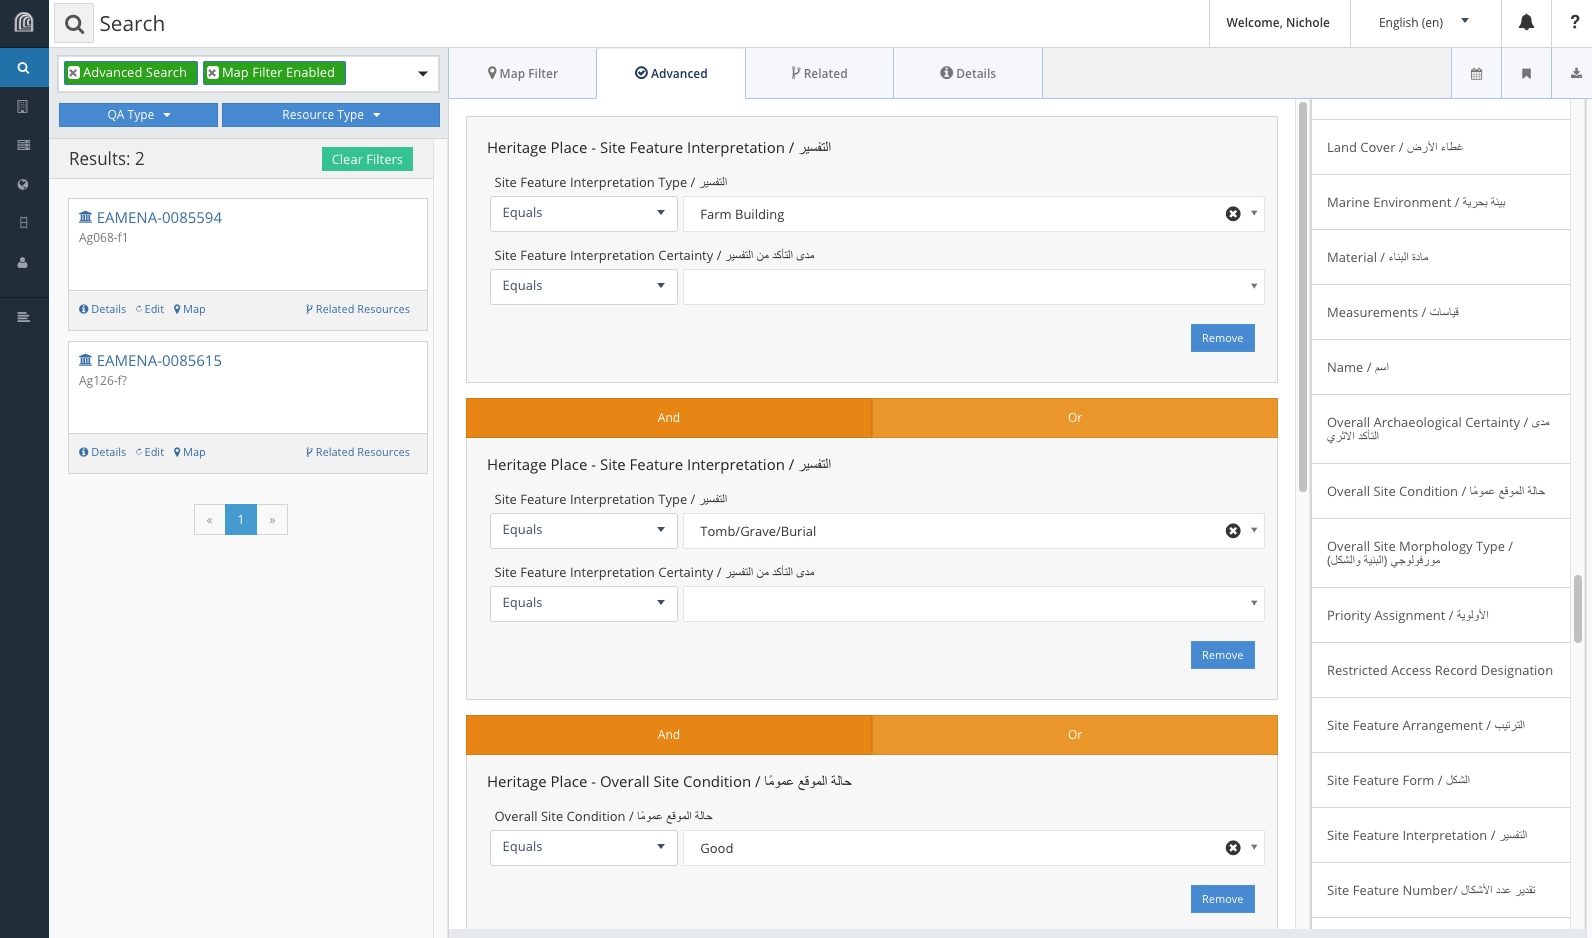 Search
Welcome, Nichole
English (en)
?
Advanced Search
Map Filter Enabled
QA Type
Resource Type
Results: 2
Clear Filters
EAMENA-0085594
Ag068-f1
Details Edit Map Related Resources
EAMENA-0085615
Ag126-f?
Details Edit Map Related Resources
« 1 »
Map Filter
Advanced
Related
Details
Heritage Place - Site Feature Interpretation / التفسير
Site Feature Interpretation Type / التفسير
Equals
Farm Building
Site Feature Interpretation Certainty / مدى التأكد من التفسير
Equals
Remove
And
Or
Heritage Place - Site Feature Interpretation / التفسير
Site Feature Interpretation Type / التفسير
Equals
Tomb/Grave/Burial
Site Feature Interpretation Certainty / مدى التأكد من التفسير
Equals
Remove
And
Or
Heritage Place - Overall Site Condition / حالة الموقع عمومًا
Overall Site Condition / حالة الموقع عمومًا
Equals
Good
Remove
Land Cover / غطاء الأرض
Marine Environment / بيئة بحرية
Material / مادة البناء
Measurements / قياسات
Name / اسم
Overall Archaeological Certainty / مدى
التأكد الاثري
Overall Site Condition / حالة الموقع عمومًا
Overall Site Morphology Type /
مورفولوجي (البنية والشكل)
Priority Assignment / الأولوية
Restricted Access Record Designation
Site Feature Arrangement / الترتيب
Site Feature Form / الشكل
Site Feature Interpretation / التفسير
Site Feature Number/ تقدير عدد الأشكال